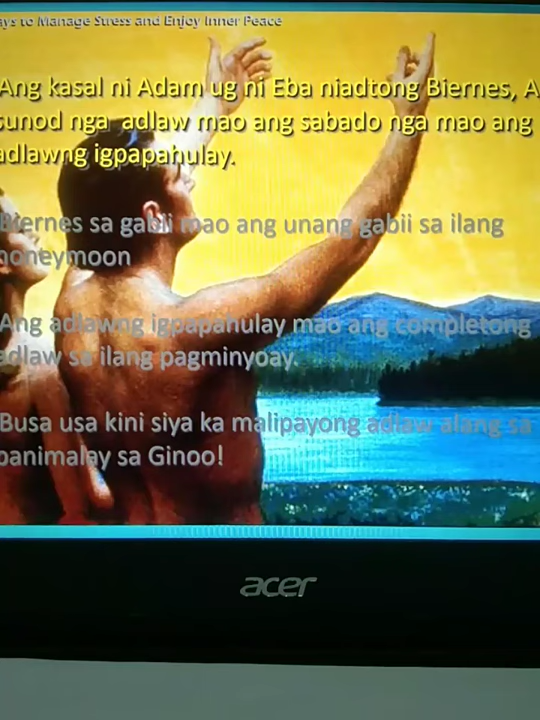 ays to Manage Stress and Enjoy Inner Peace
Ang kasal ni Adam ug ni Eba niadtong Biernes, A
sunod nga adlaw mao ang sabado nga mao ang
adlawng igpapahulay.
Biernes sa gabii mao ang unang gabii sa ilang
honeymoon
Ang adlawng igpapahulay mao ang completong
adlaw sa ilang pagminyoay.
Busa usa kini siya ka malipayong adlaw alang sa
panimalay sa Ginoo!
acer